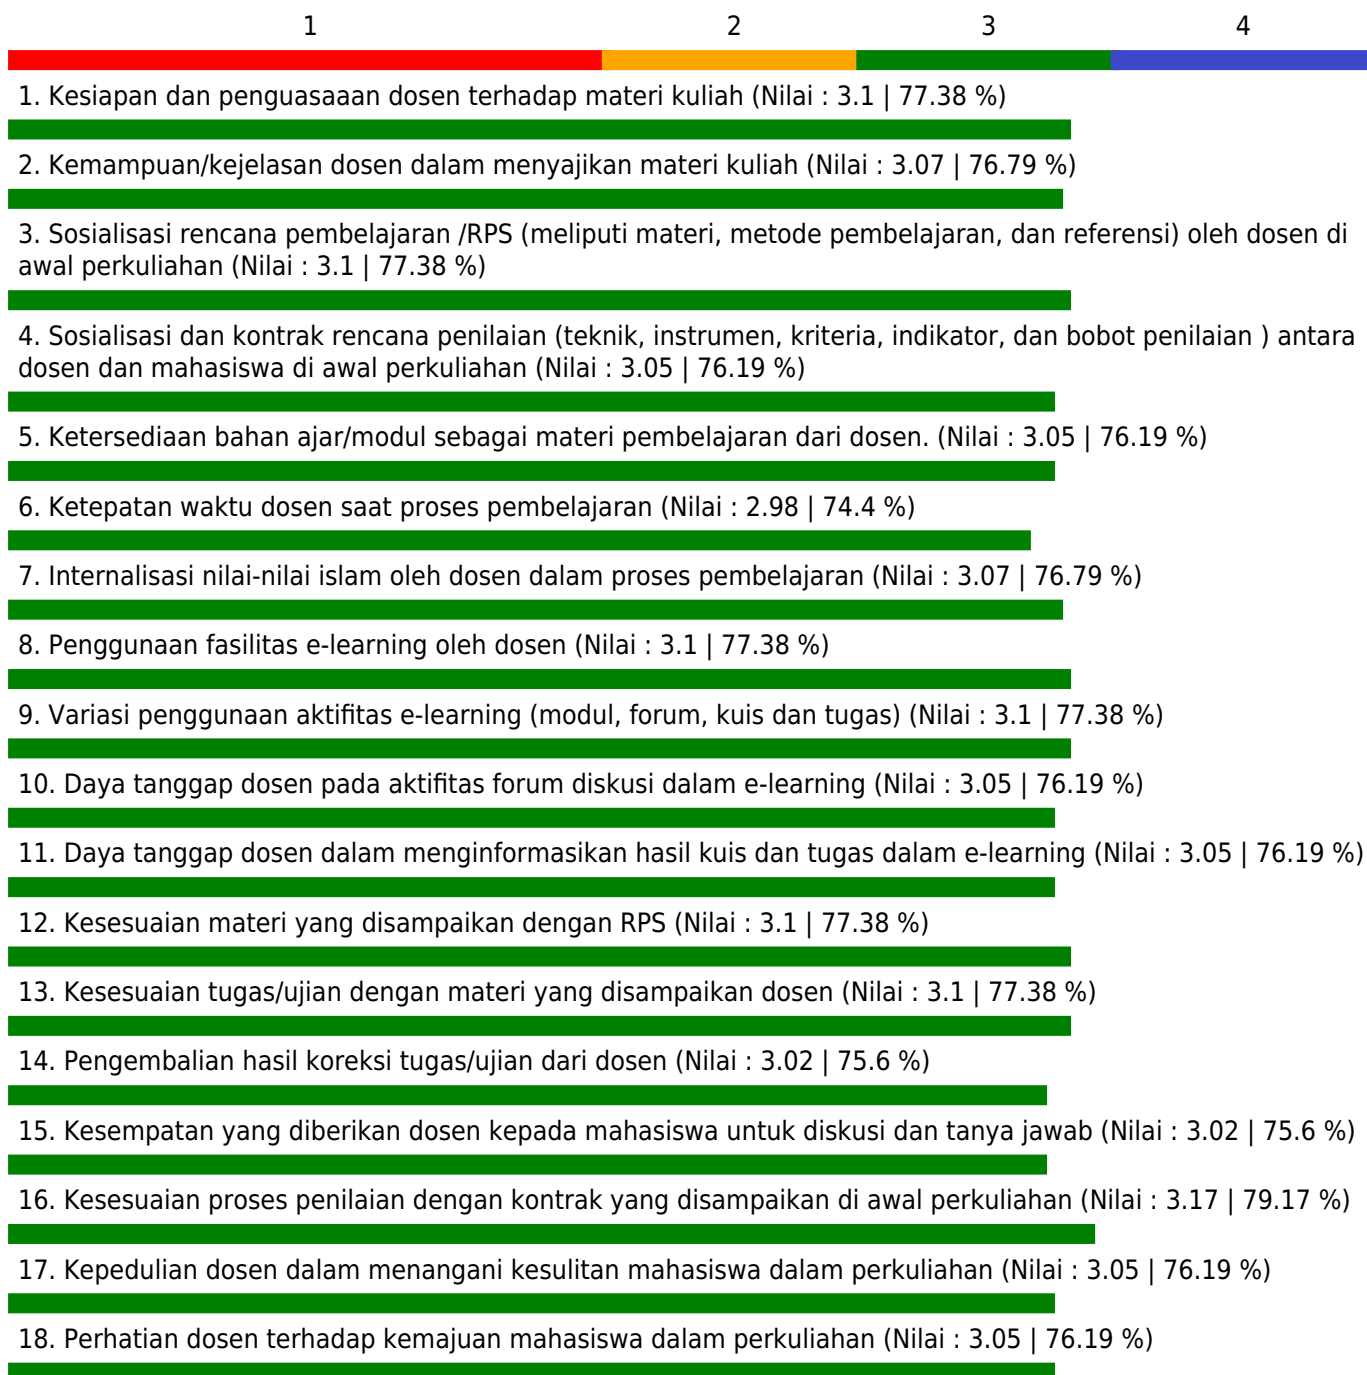 1 2 3 4
1. Kesiapan dan penguasaaan dosen terhadap materi kuliah (Nilai : 3.1 | 77.38 %)
2. Kemampuan/kejelasan dosen dalam menyajikan materi kuliah (Nilai : 3.07 | 76.79 %)
3. Sosialisasi rencana pembelajaran /RPS (meliputi materi, metode pembelajaran, dan referensi) oleh dosen di
awal perkuliahan (Nilai : 3.1 | 77.38 %)
4. Sosialisasi dan kontrak rencana penilaian (teknik, instrumen, kriteria, indikator, dan bobot penilaian ) antara
dosen dan mahasiswa di awal perkuliahan (Nilai : 3.05 | 76.19 %)
5. Ketersediaan bahan ajar/modul sebagai materi pembelajaran dari dosen. (Nilai : 3.05 | 76.19 %)
6. Ketepatan waktu dosen saat proses pembelajaran (Nilai : 2.98 | 74.4 %)
7. Internalisasi nilai-nilai islam oleh dosen dalam proses pembelajaran (Nilai : 3.07 | 76.79 %)
8. Penggunaan fasilitas e-learning oleh dosen (Nilai : 3.1 | 77.38 %)
9. Variasi penggunaan aktifitas e-learning (modul, forum, kuis dan tugas) (Nilai : 3.1 | 77.38 %)
10. Daya tanggap dosen pada aktifitas forum diskusi dalam e-learning (Nilai : 3.05 | 76.19 %)
11. Daya tanggap dosen dalam menginformasikan hasil kuis dan tugas dalam e-learning (Nilai : 3.05 | 76.19 %)
12. Kesesuaian materi yang disampaikan dengan RPS (Nilai : 3.1 | 77.38 %)
13. Kesesuaian tugas/ujian dengan materi yang disampaikan dosen (Nilai : 3.1 | 77.38 %)
14. Pengembalian hasil koreksi tugas/ujian dari dosen (Nilai : 3.02 | 75.6 %)
15. Kesempatan yang diberikan dosen kepada mahasiswa untuk diskusi dan tanya jawab (Nilai : 3.02 | 75.6 %)
16. Kesesuaian proses penilaian dengan kontrak yang disampaikan di awal perkuliahan (Nilai : 3.17 | 79.17 %)
17. Kepedulian dosen dalam menangani kesulitan mahasiswa dalam perkuliahan (Nilai : 3.05 | 76.19 %)
18. Perhatian dosen terhadap kemajuan mahasiswa dalam perkuliahan (Nilai : 3.05 | 76.19 %)